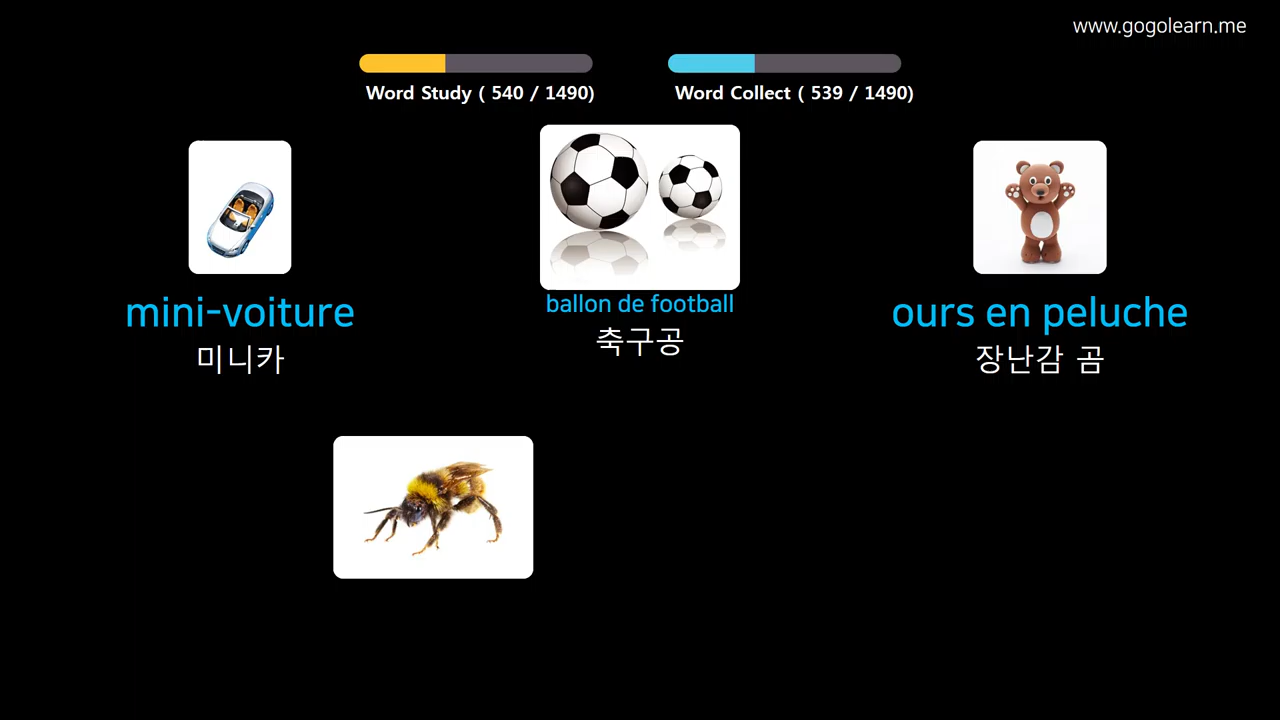 www.gogolearn.me
Word Study ( 540 / 1490)
Word Collect ( 539 / 1490)
mini-voiture
미니카
ballon de football
축구공
ours en peluche
장난감 곰